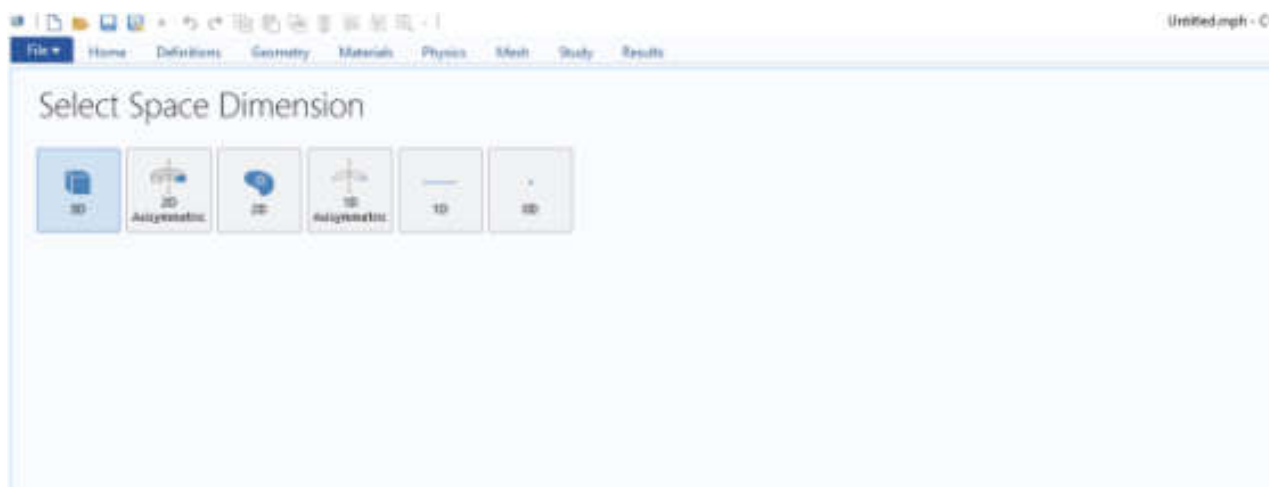 Untitled.mph - C
File Home Definitions Geometry Materials Physics Mesh Study Results
Select Space Dimension
3D
2D
Axisymmetric
2D
1D
Axisymmetric
1D
0D